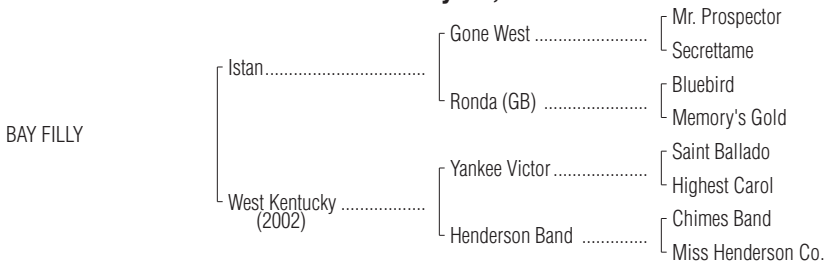 Mr. Prospector
Gone West ........................
Secrettame
Istan..................................
Bluebird
Ronda (GB) ......................
Memory's Gold
BAY FILLY
Saint Ballado
Yankee Victor ....................
Highest Carol
West Kentucky ..................
(2002)
Chimes Band
Henderson Band ..............
Miss Henderson Co.